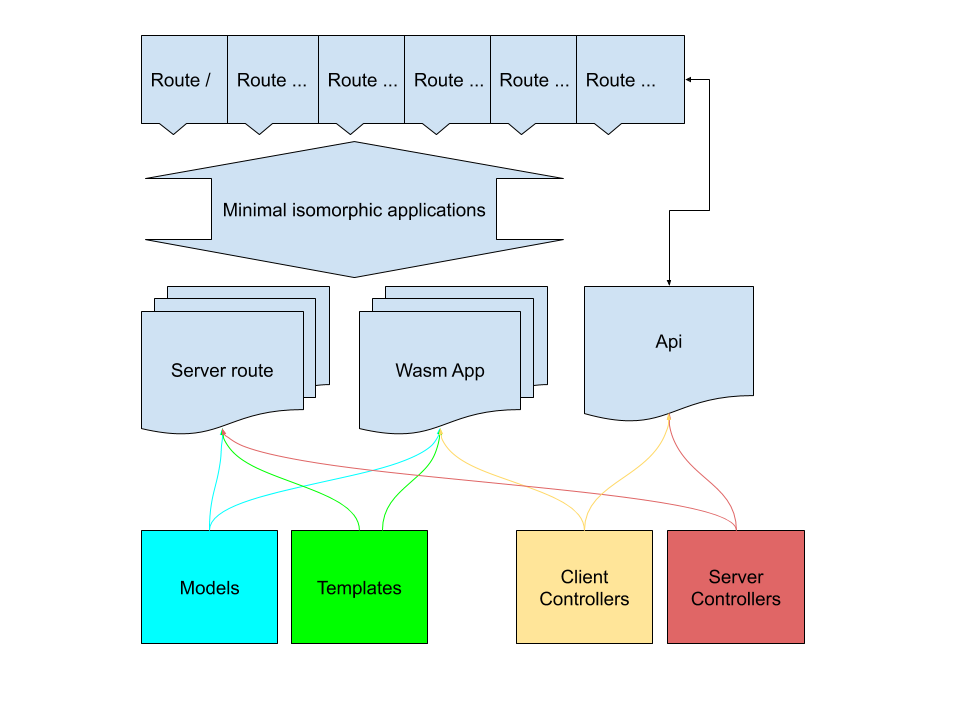 Route /
Route ...
Route ...
Route ...
Route ...
Route ...
Minimal isomorphic applications
Server route
Wasm App
Api
Models
Templates
Client
Controllers
Server
Controllers